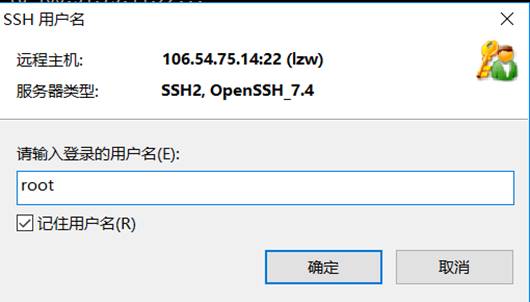 SSH 用户名
远程主机: 106.54.75.14:22 (lzw)
服务器类型: SSH2, OpenSSH_7.4
请输入登录的用户名(E):
root
记住用户名(R)
确定 取消